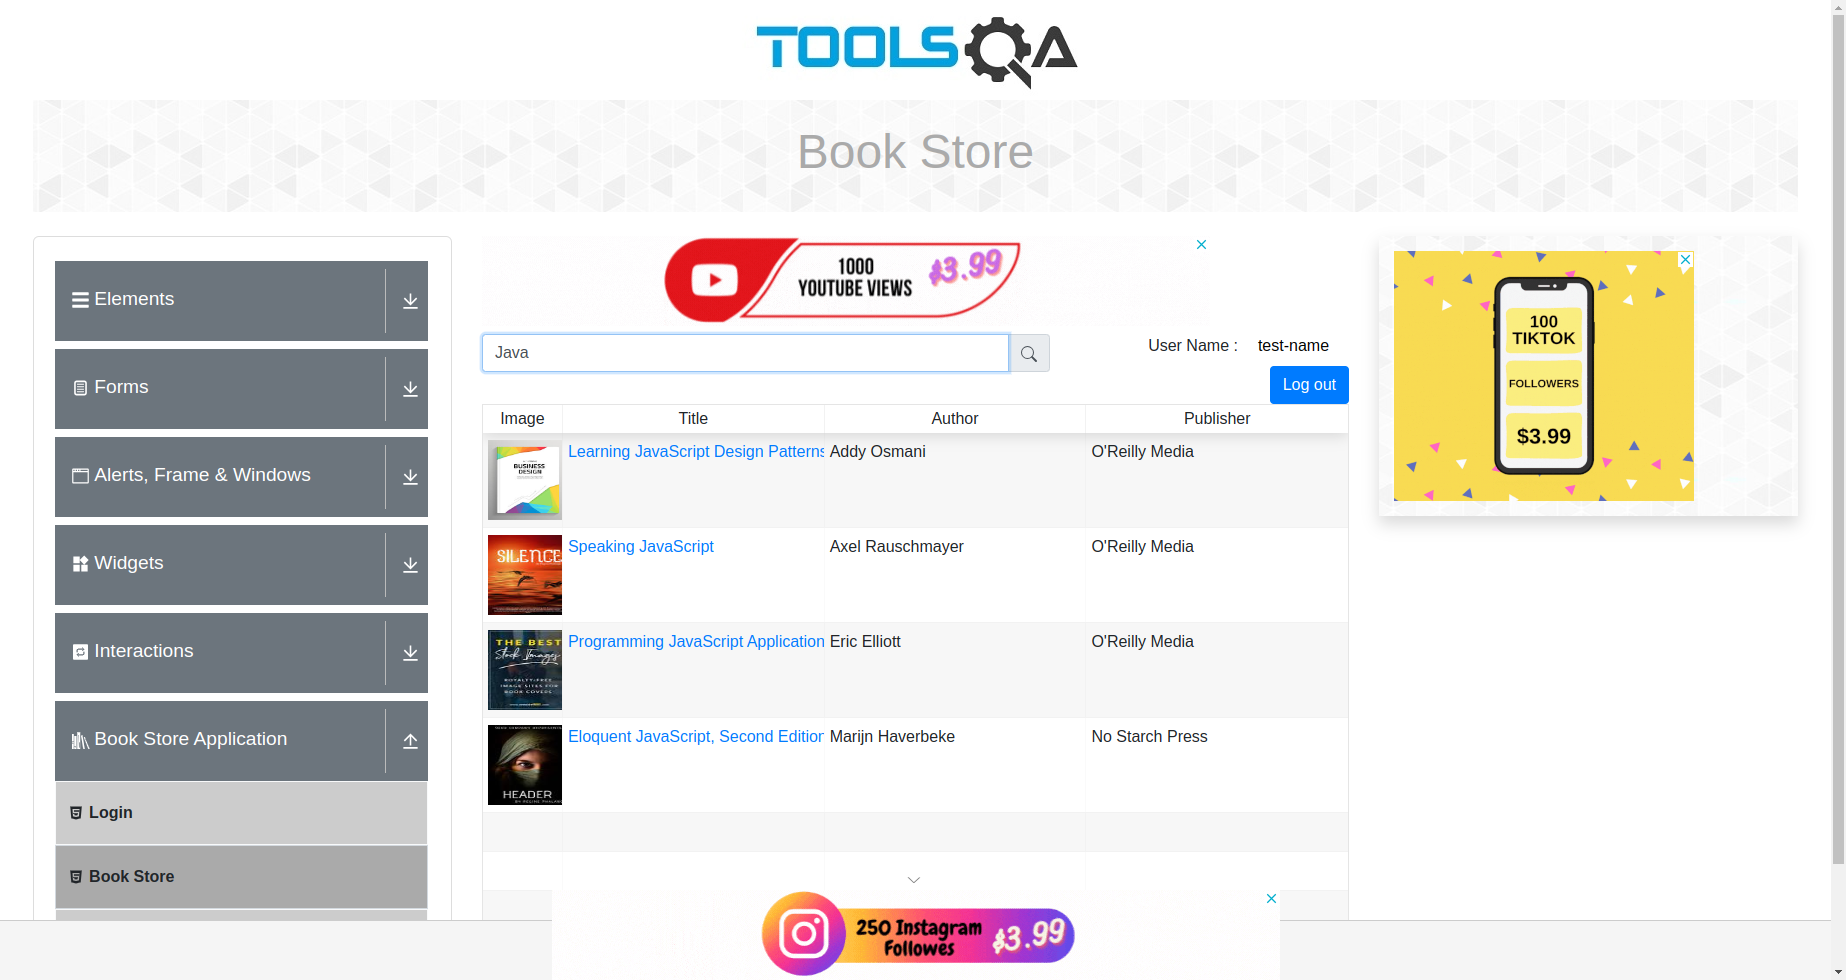 TOOLSQA
Book Store
Elements
Forms
Alerts, Frame & Windows
Widgets
Interactions
Book Store Application
Login
Book Store
1000
YOUTUBE VIEWS
$3.99
Java
User Name : test-name
Log out
Image Title Author Publisher
BUSINESS
DESIGN
Learning JavaScript Design Patterns Addy Osmani O'Reilly Media
SILENCE
Speaking JavaScript Axel Rauschmayer O'Reilly Media
THE BEST
Stock Images
ROYALTY-FREE
IMAGE SITES FOR
BOOK COVERS
Programming JavaScript Application Eric Elliott O'Reilly Media
HEADER
Eloquent JavaScript, Second Edition Marijn Haverbeke No Starch Press
100
TIKTOK
FOLLOWERS
$3.99
250 Instagram
Followes
$3.99